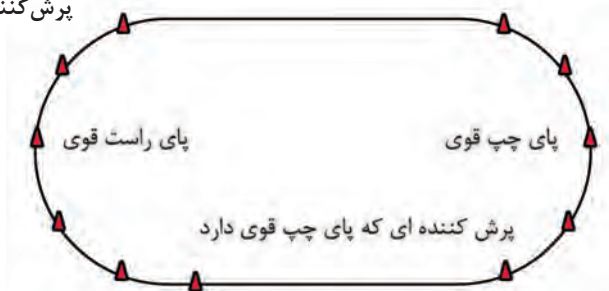 پای چپ قوی
پای راست قوی
پرش کننده ای که پای چپ قوی دارد